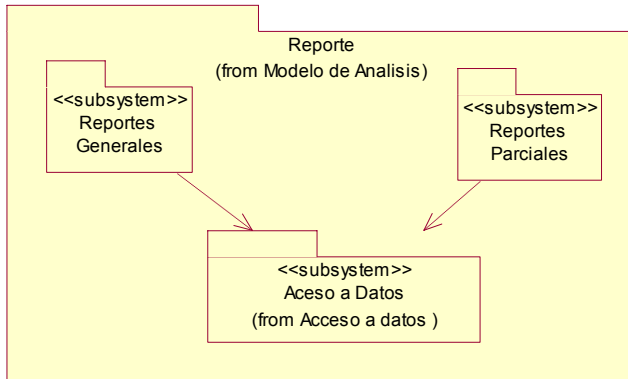 Reporte
(from Modelo de Analisis)
<<subsystem>>
Reportes
Generales
<<subsystem>>
Reportes
Parciales
<<subsystem>>
Aceso a Datos
(from Acceso a datos )